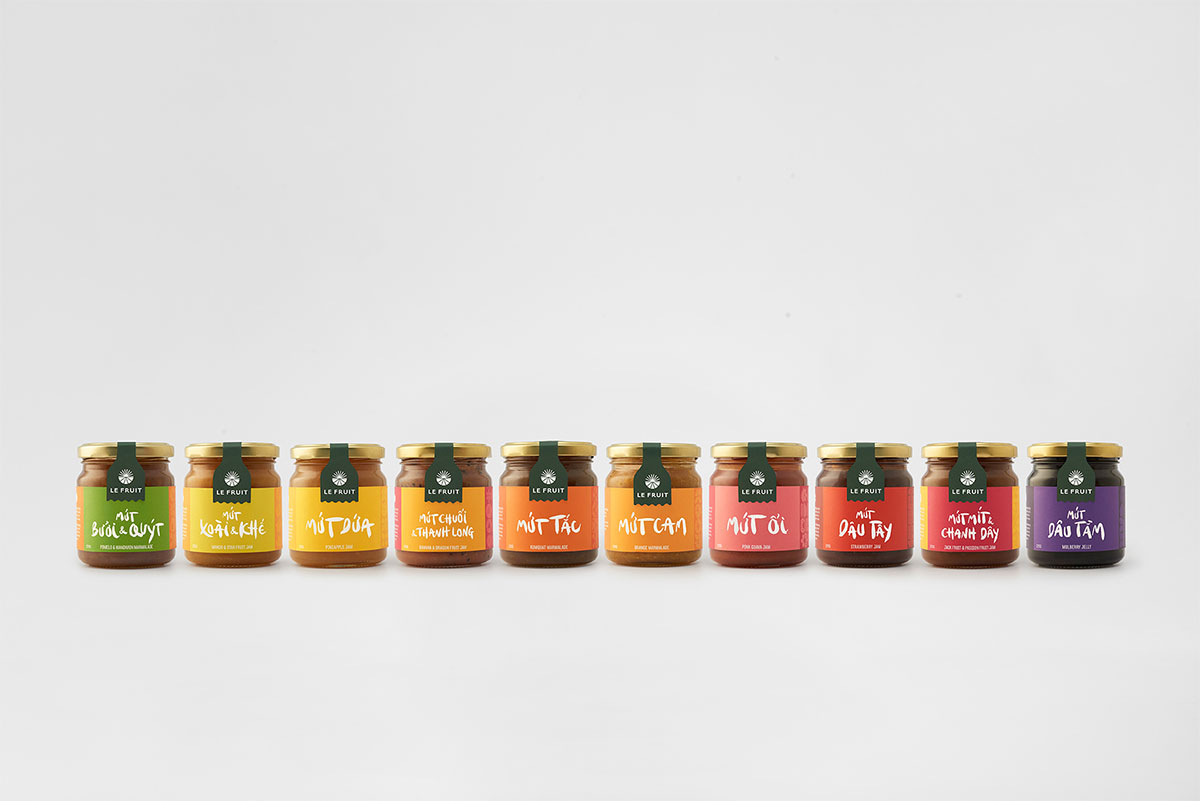 LE FRUIT
MỨT
BƯỞI & QUÝT
POMELO & MANDARIN MARMALADE
LE FRUIT
MỨT
XOÀI & KHẾ
MANGO & STAR FRUIT JAM
LE FRUIT
MỨT DỨA
PINEAPPLE JAM
LE FRUIT
MỨT CHUỐI
& THANH LONG
BANANA & DRAGON FRUIT JAM
LE FRUIT
MỨT TẮC
KUMQUAT MARMALADE
LE FRUIT
MỨT CAM
ORANGE MARMALADE
LE FRUIT
MỨT ỔI
PINK GUAVA JAM
LE FRUIT
MỨT
DÂU TÂY
STRAWBERRY JAM
LE FRUIT
MỨT MÍT &
CHANH DÂY
JACK FRUIT & PASSION FRUIT JAM
LE FRUIT
MỨT
DÂU TẰM
MULBERRY JELLY